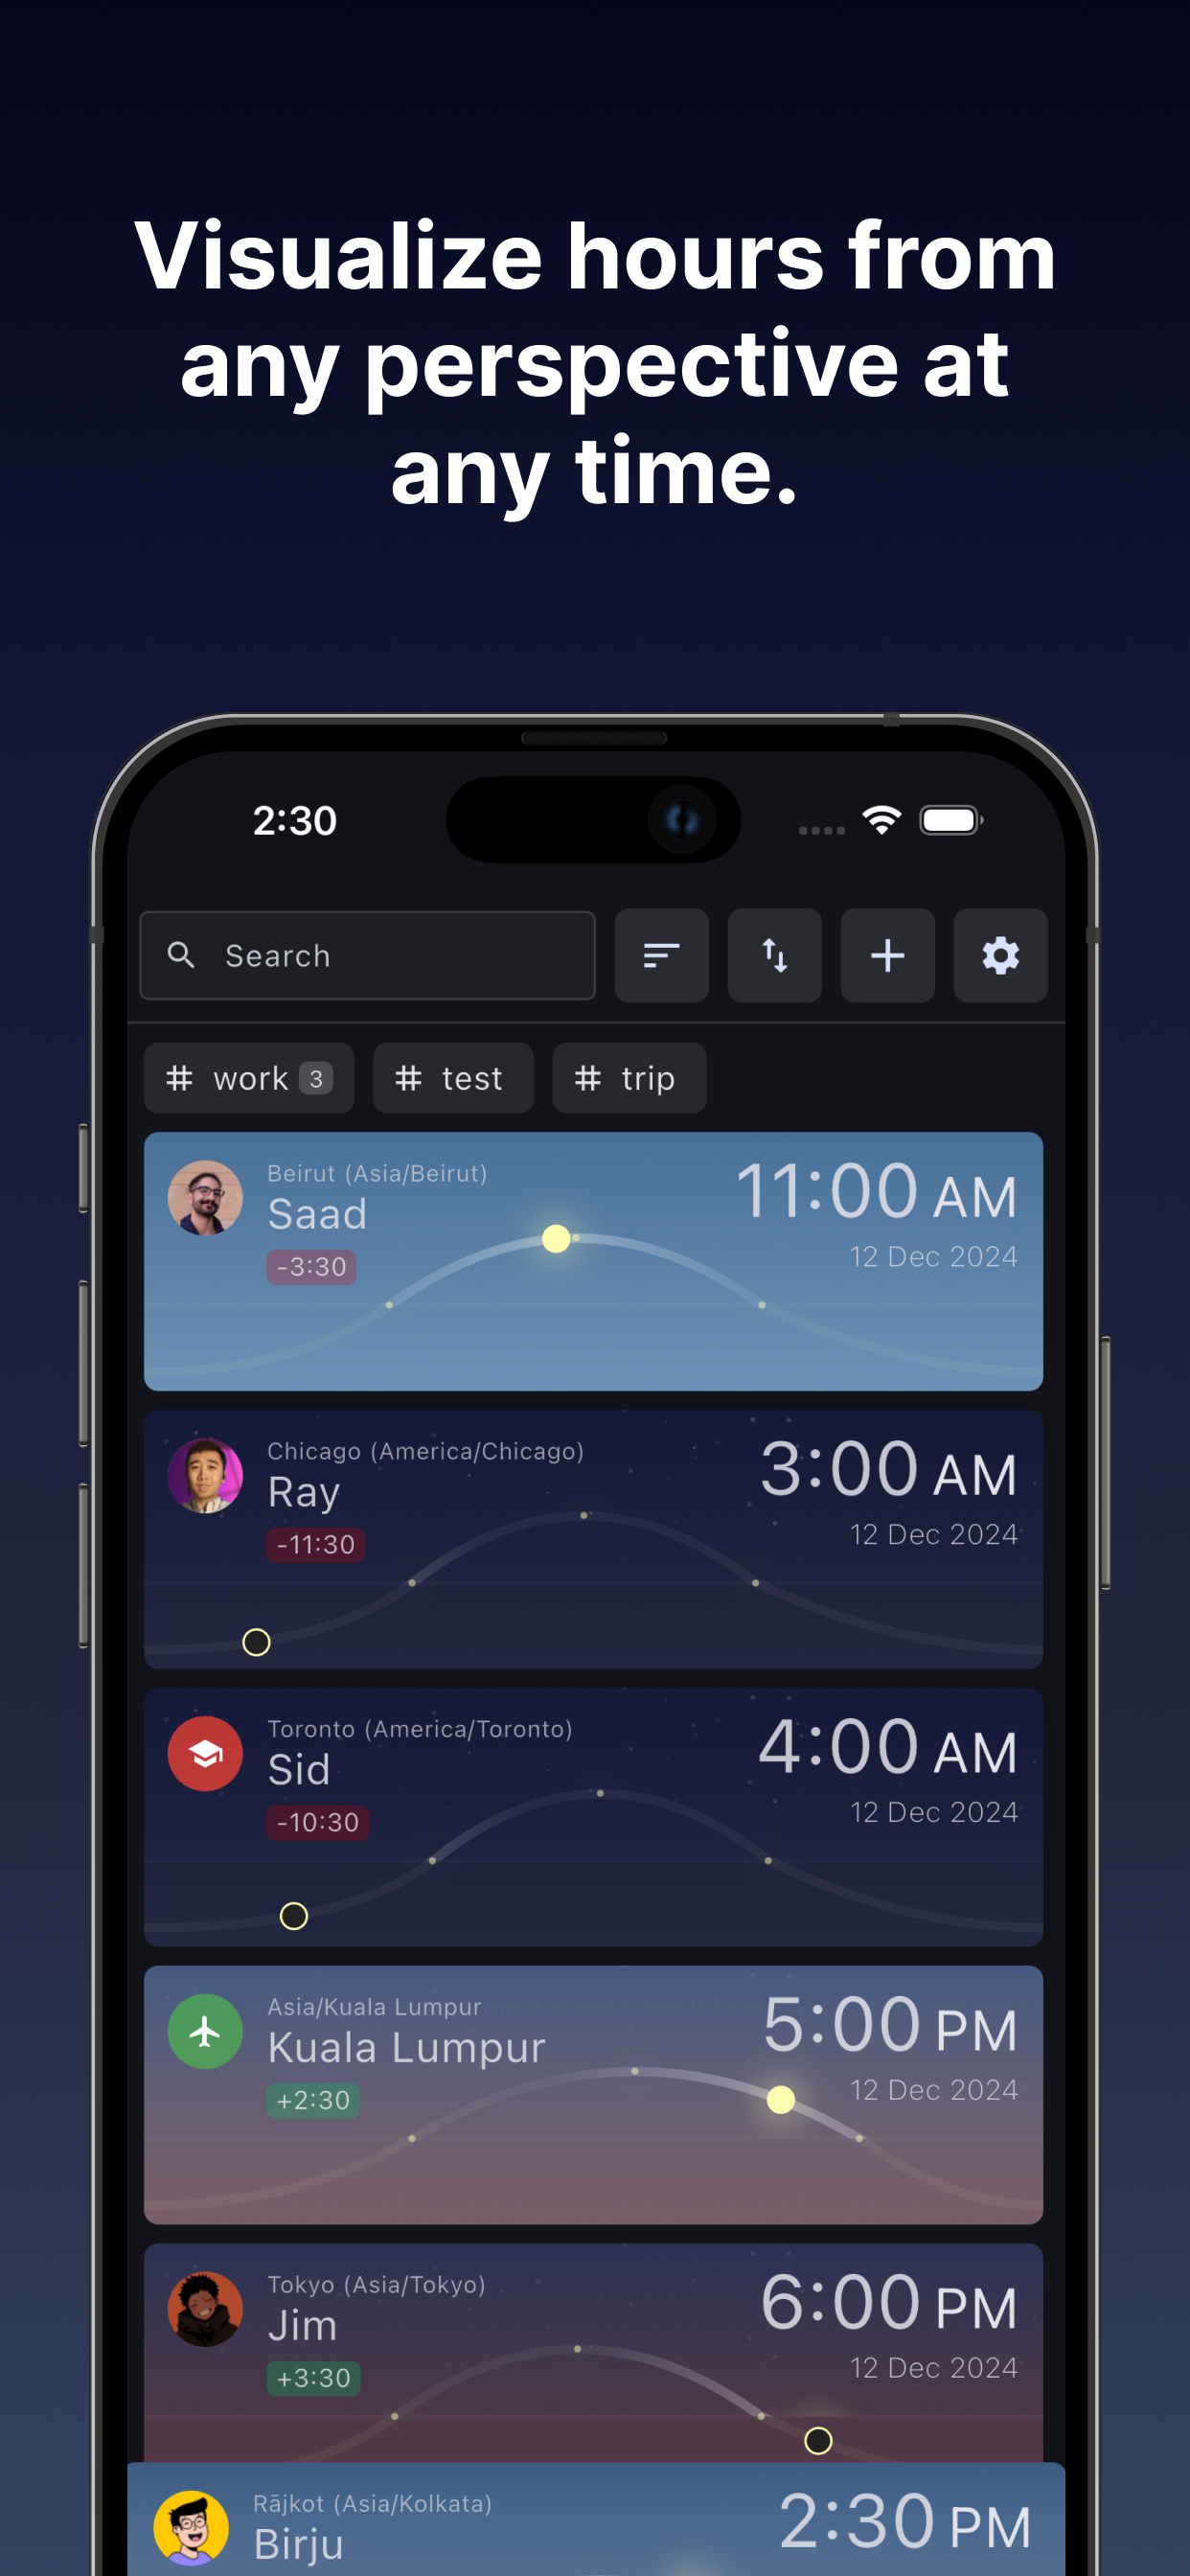 Visualize hours from
any perspective at
any time.
2:30
Search
# work 3 # test # trip
Beirut (Asia/Beirut)
Saad
-3:30
11:00 AM
12 Dec 2024
Chicago (America/Chicago)
Ray
-11:30
3:00 AM
12 Dec 2024
Toronto (America/Toronto)
Sid
-10:30
4:00 AM
12 Dec 2024
Asia/Kuala Lumpur
Kuala Lumpur
+2:30
5:00 PM
12 Dec 2024
Tokyo (Asia/Tokyo)
Jim
+3:30
6:00 PM
12 Dec 2024
Rājkot (Asia/Kolkata)
Birju
2:30 PM